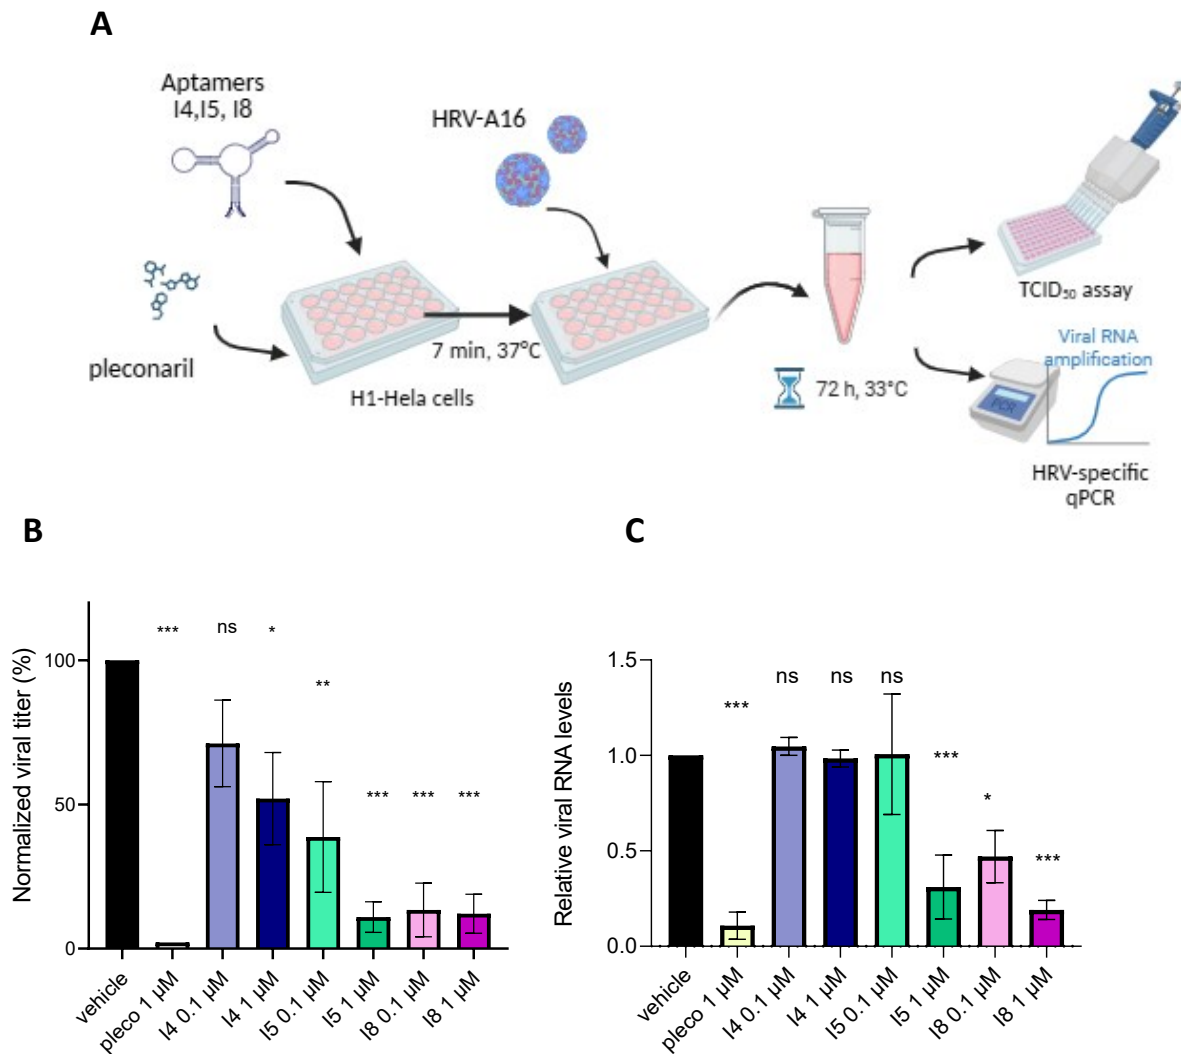 A
Aptamers
I4,I5, I8
HRV-A16
pleconaril
7 min, 37°C
H1-Hela cells
72 h, 33°C
TCID₅₀ assay
Viral RNA
amplification
PCR
HRV-specific
qPCR
B
Normalized viral titer (%)
100
50
0
***
ns
*
**
***
***
***
vehicle
pleco 1 µM
I4 0.1 µM
I4 1 µM
I5 0.1 µM
I5 1 µM
I8 0.1 µM
I8 1 µM
C
Relative viral RNA levels
1.5
1.0
0.5
0.0
***
ns
ns
ns
***
*
***
vehicle
pleco 1 µM
I4 0.1 µM
I4 1 µM
I5 0.1 µM
I5 1 µM
I8 0.1 µM
I8 1 µM